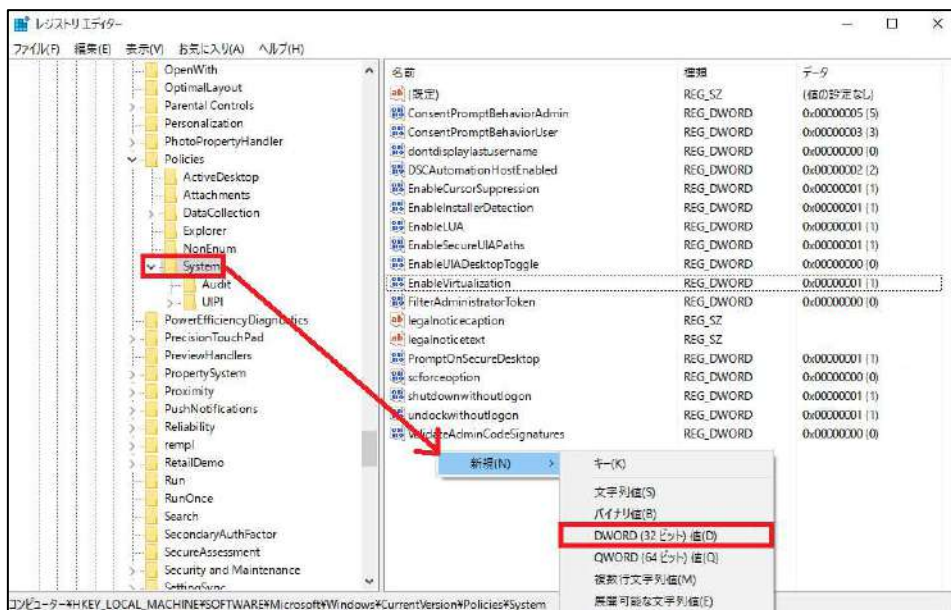 レジストリ エディター
ファイル(F) 編集(E) 表示(V) お気に入り(A) ヘルプ(H)
OpenWith
OptimalLayout
Parental Controls
Personalization
PhotoPropertyHandler
Policies
ActiveDesktop
Attachments
DataCollection
Explorer
NonEnum
System
Audit
UIPI
PowerEfficiencyDiagnostics
PrecisionTouchPad
PreviewHandlers
PropertySystem
Proximity
PushNotifications
Reliability
rempl
RetailDemo
Run
RunOnce
Search
SecondaryAuthFactor
SecureAssessment
Security and Maintenance
SettingSync
名前 種類 データ
(既定) REG_SZ (値の設定なし)
ConsentPromptBehaviorAdmin REG_DWORD 0x00000005 (5)
ConsentPromptBehaviorUser REG_DWORD 0x00000003 (3)
dontdisplaylastusername REG_DWORD 0x00000000 (0)
DSCAutomationHostEnabled REG_DWORD 0x00000002 (2)
EnableCursorSuppression REG_DWORD 0x00000001 (1)
EnableInstallerDetection REG_DWORD 0x00000001 (1)
EnableLUA REG_DWORD 0x00000001 (1)
EnableSecureUIAPaths REG_DWORD 0x00000001 (1)
EnableUIADesktopToggle REG_DWORD 0x00000000 (0)
EnableVirtualization REG_DWORD 0x00000001 (1)
FilterAdministratorToken REG_DWORD 0x00000000 (0)
legalnoticecaption REG_SZ
legalnoticetext REG_SZ
PromptOnSecureDesktop REG_DWORD 0x00000001 (1)
scforceoption REG_DWORD 0x00000000 (0)
shutdownwithoutlogon REG_DWORD 0x00000001 (1)
undockwithoutlogon REG_DWORD 0x00000001 (1)
ValidateAdminCodeSignatures REG_DWORD 0x00000000 (0)
新規(N)
キー(K)
文字列値(S)
バイナリ値(B)
DWORD (32 ビット) 値(D)
QWORD (64 ビット) 値(Q)
複数行文字列値(M)
展開可能な文字列値(E)
コンピューター¥HKEY_LOCAL_MACHINE¥SOFTWARE¥Microsoft¥Windows¥CurrentVersion¥Policies¥System